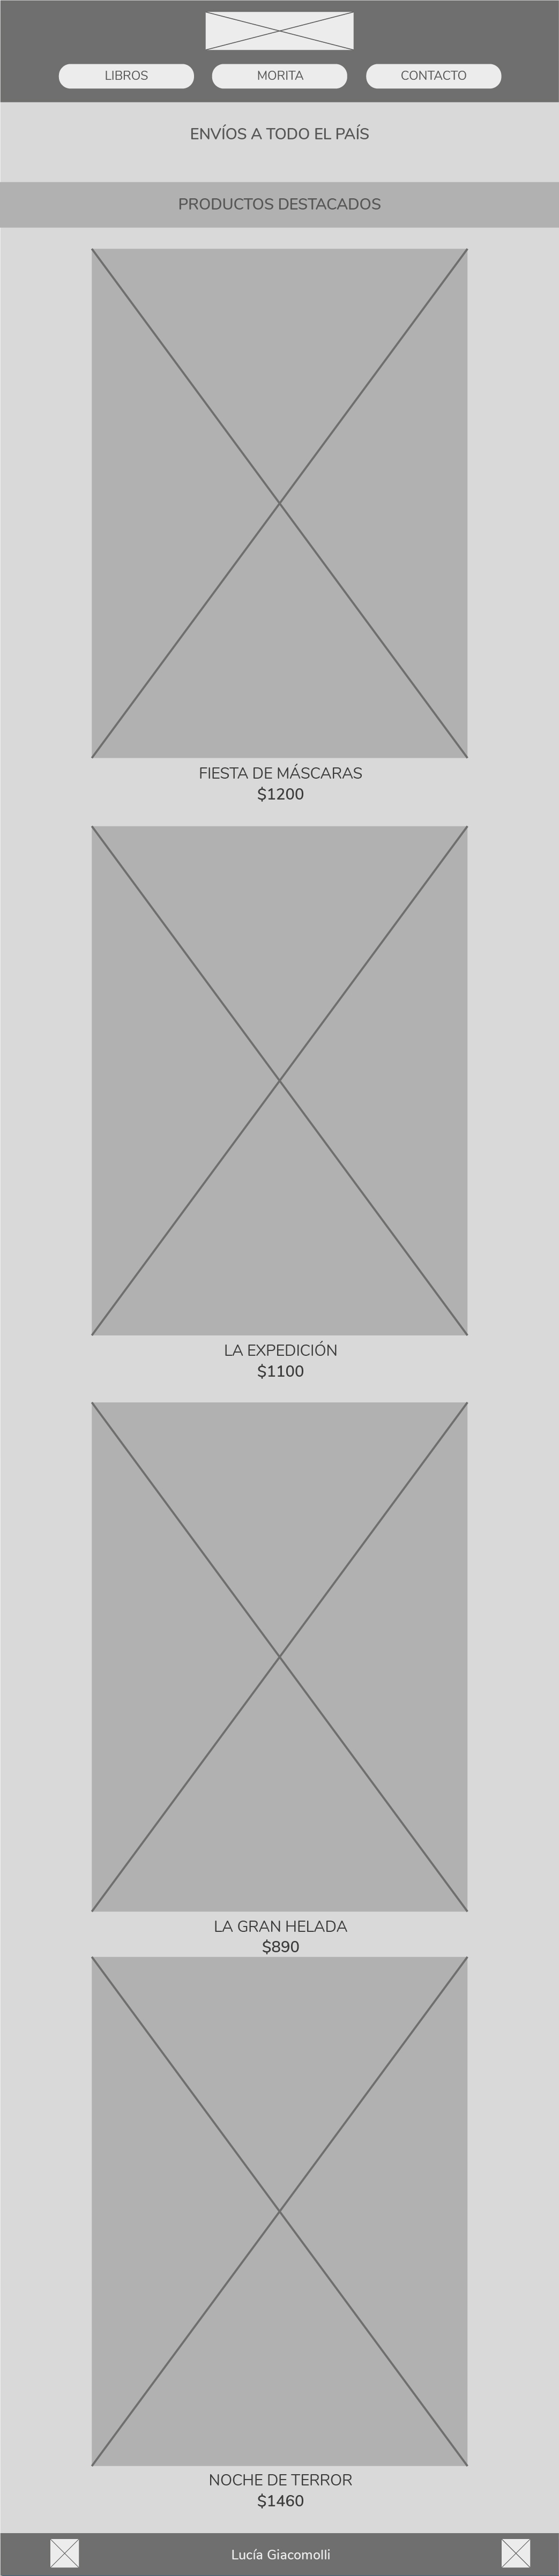 LIBROS
MORITA
CONTACTO
ENVÍOS A TODO EL PAÍS
PRODUCTOS DESTACADOS
FIESTA DE MÁSCARAS
$1200
LA EXPEDICIÓN
$1100
LA GRAN HELADA
$890
NOCHE DE TERROR
$1460
Lucía Giacomolli